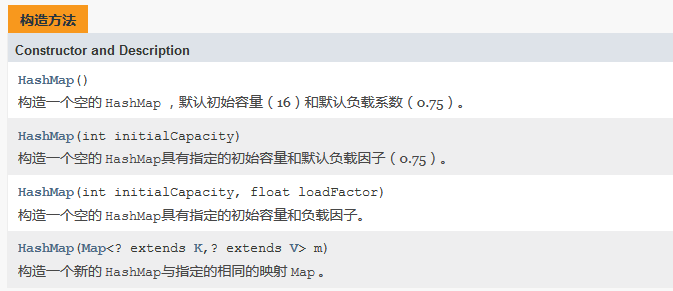 构造方法
Constructor and Description
HashMap()
构造一个空的 HashMap ，默认初始容量（16）和默认负载系数（0.75）。
HashMap(int initialCapacity)
构造一个空的 HashMap具有指定的初始容量和默认负载因子（0.75）。
HashMap(int initialCapacity, float loadFactor)
构造一个空的 HashMap具有指定的初始容量和负载因子。
HashMap(Map<? extends K,? extends V> m)
构造一个新的 HashMap与指定的相同的映射 Map 。